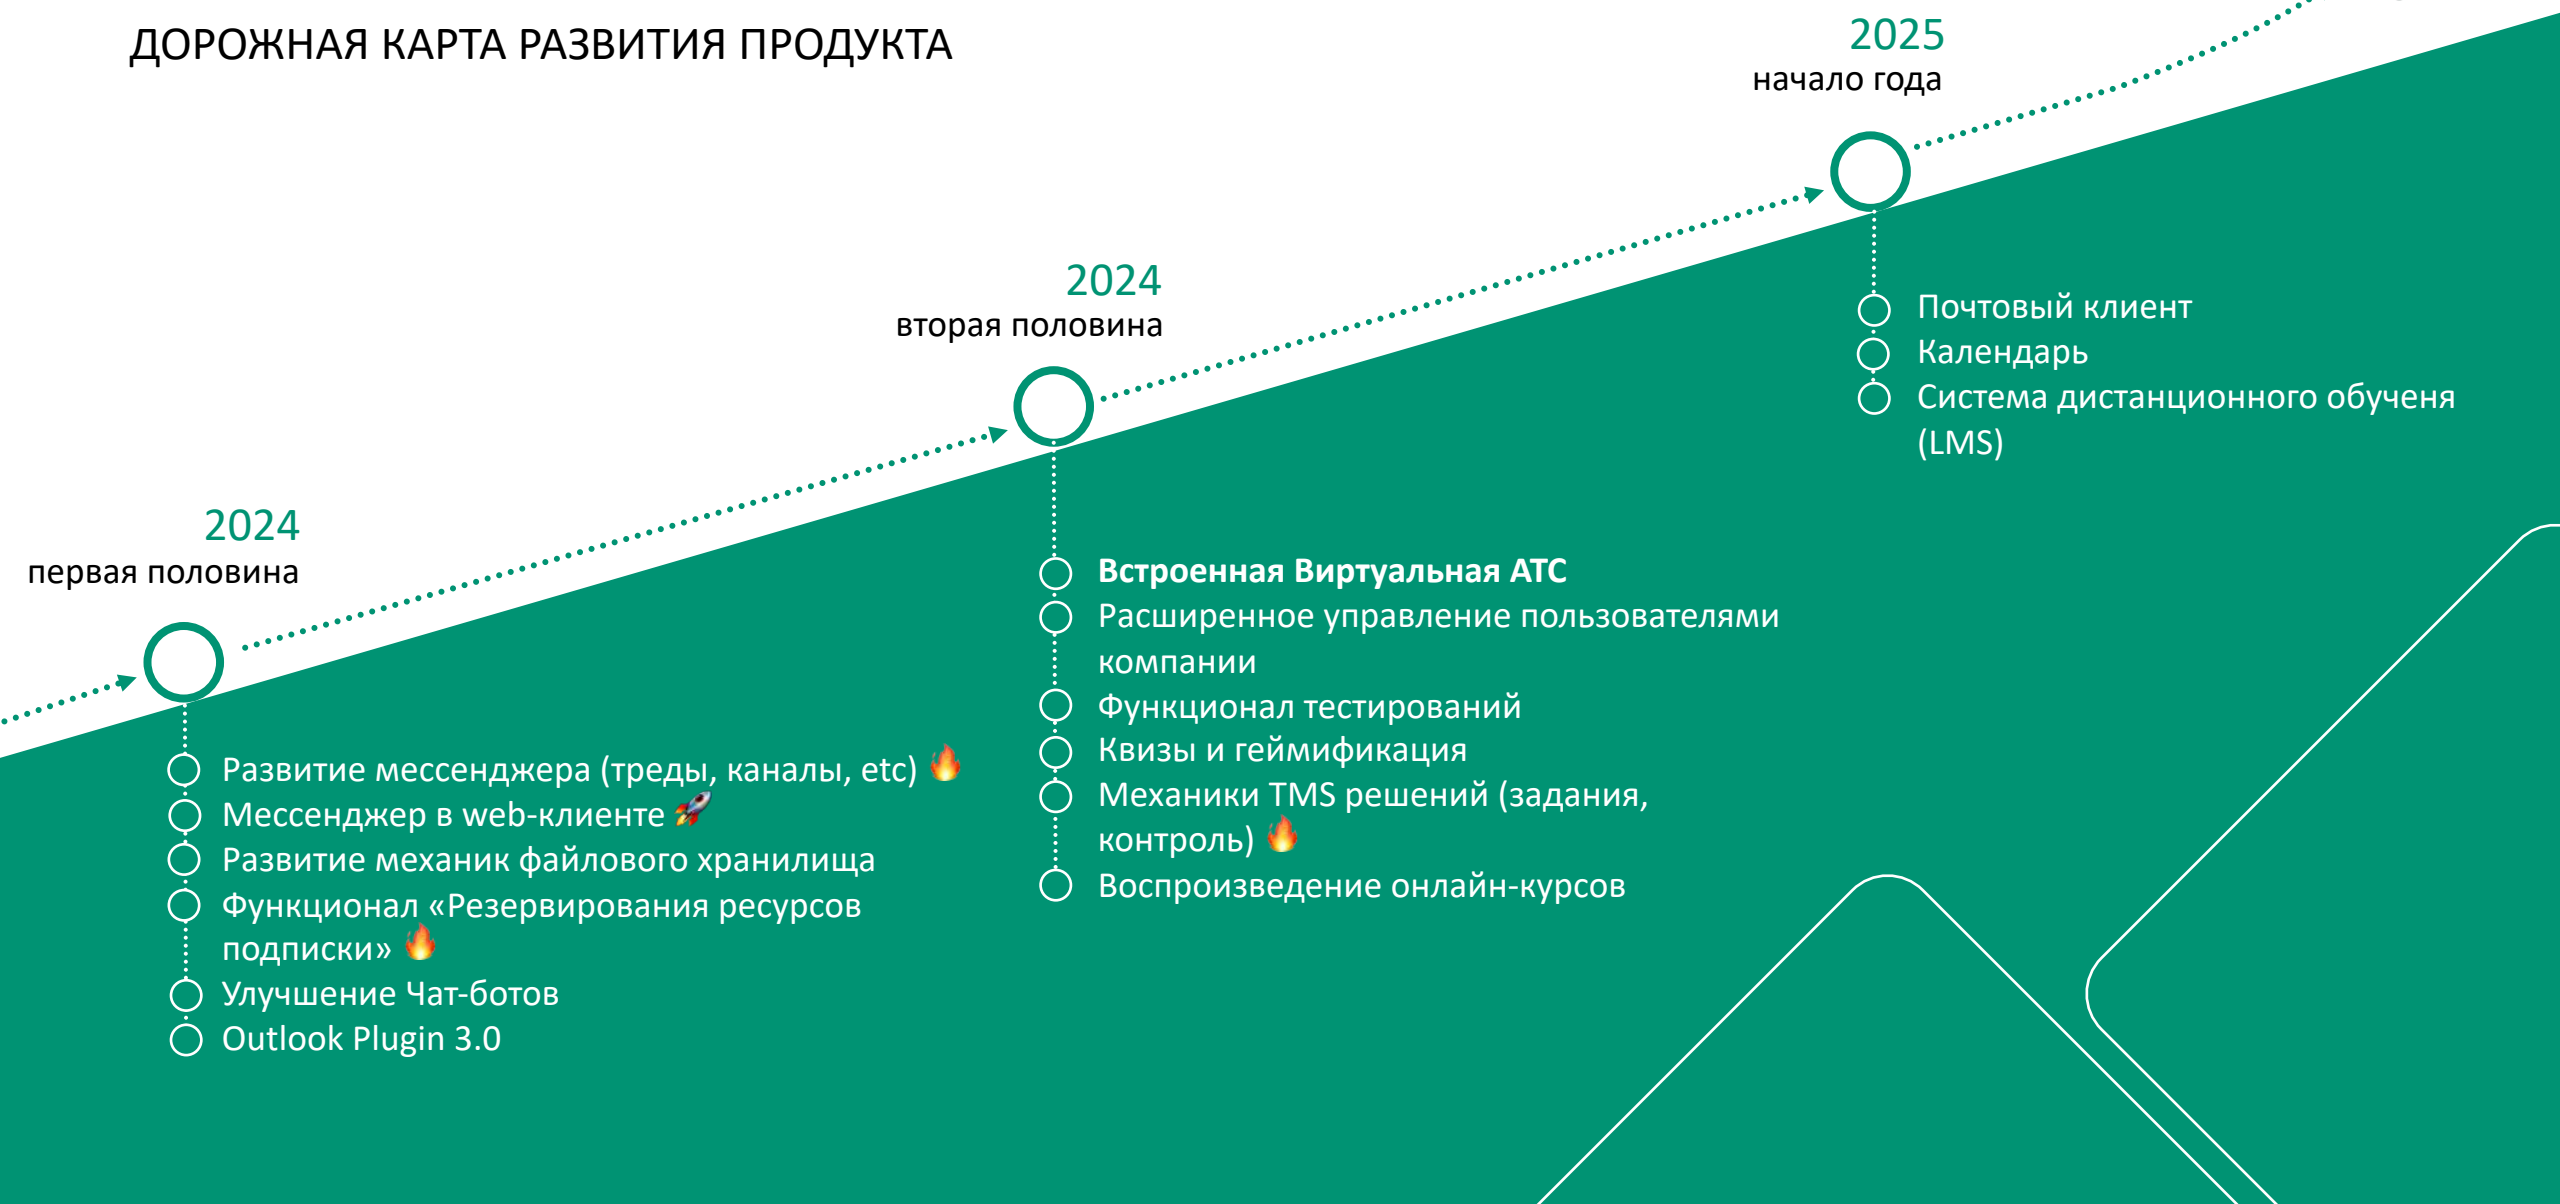 ДОРОЖНАЯ КАРТА РАЗВИТИЯ ПРОДУКТА
2024
первая половина
Развитие мессенджера (треды, каналы, etc) 🔥
Мессенджер в web-клиенте 🚀
Развитие механик файлового хранилища
Функционал «Резервирования ресурсов
подписки» 🔥
Улучшение Чат-ботов
Outlook Plugin 3.0
2024
вторая половина
Встроенная Виртуальная АТС
Расширенное управление пользователями
компании
Функционал тестирований
Квизы и геймификация
Механики TMS решений (задания,
контроль) 🔥
Воспроизведение онлайн-курсов
2025
начало года
Почтовый клиент
Календарь
Система дистанционного обученя
(LMS)